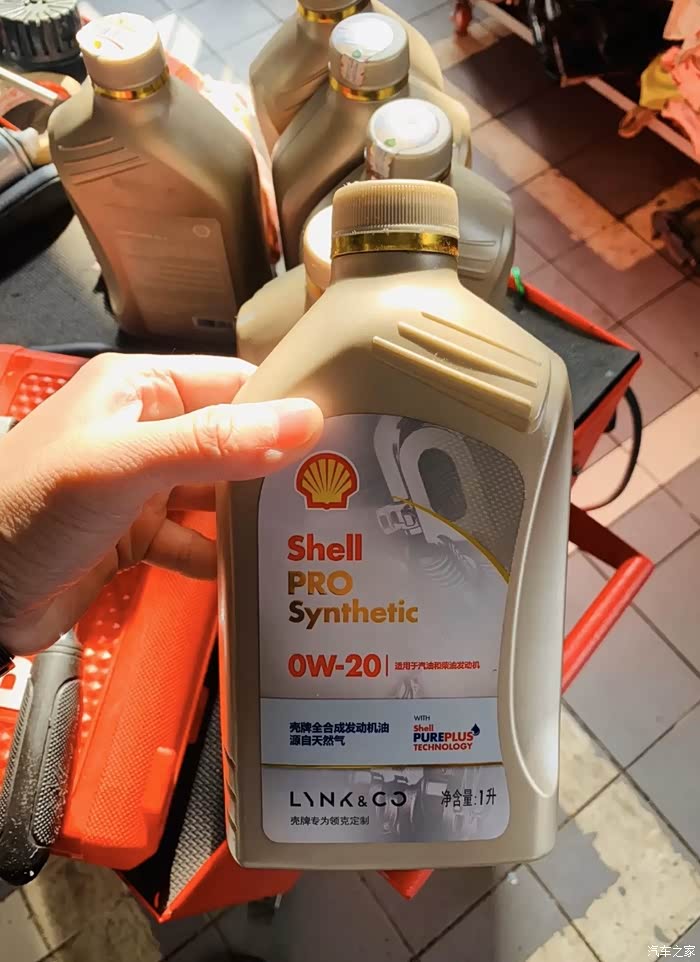 Shell
PRO
Synthetic
0W-20 适用于汽油和柴油发动机
壳牌全合成发动机油
源自天然气
WITH
Shell
PUREPLUS
TECHNOLOGY
LYNK & CO
净含量:1升
壳牌专为领克定制
汽车之家